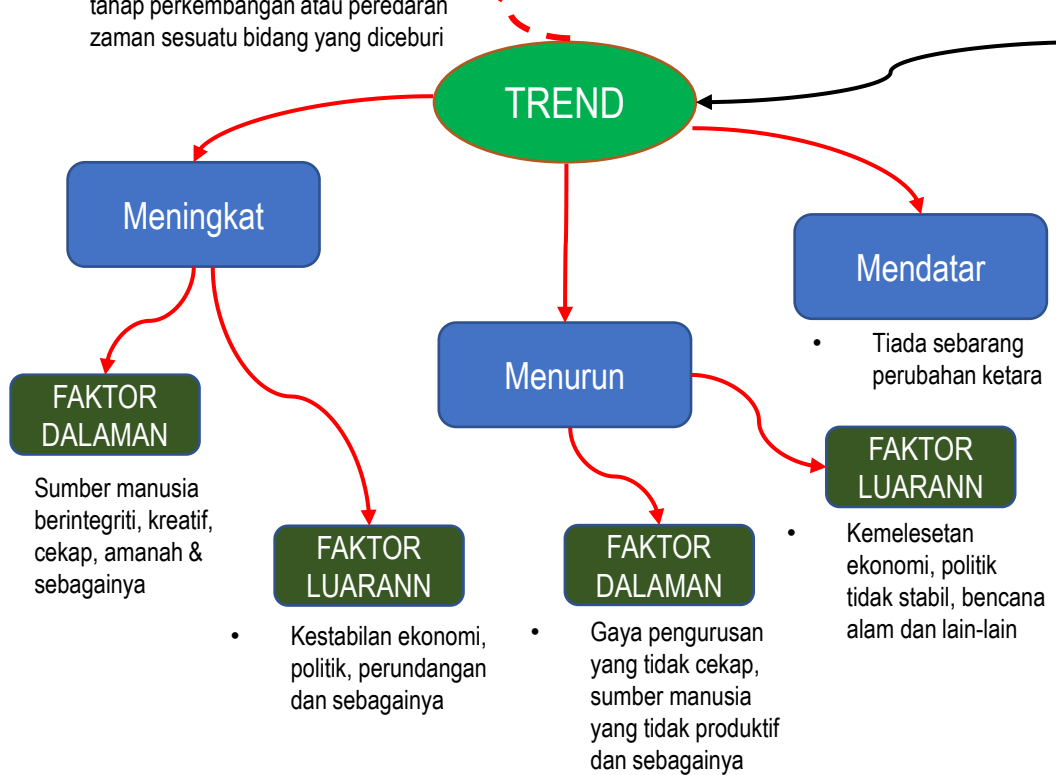 tahap perkembangan atau peredaran
zaman sesuatu bidang yang diceburi
TREND
Meningkat
Mendatar
• Tiada sebarang
perubahan ketara
Menurun
FAKTOR
DALAMAN
Sumber manusia
berintegriti, kreatif,
cekap, amanah &
sebagainya
FAKTOR
LUARANN
• Kestabilan ekonomi,
politik, perundangan
dan sebagainya
FAKTOR
DALAMAN
• Gaya pengurusan
yang tidak cekap,
sumber manusia
yang tidak produktif
dan sebagainya
FAKTOR
LUARANN
• Kemelesetan
ekonomi, politik
tidak stabil, bencana
alam dan lain-lain